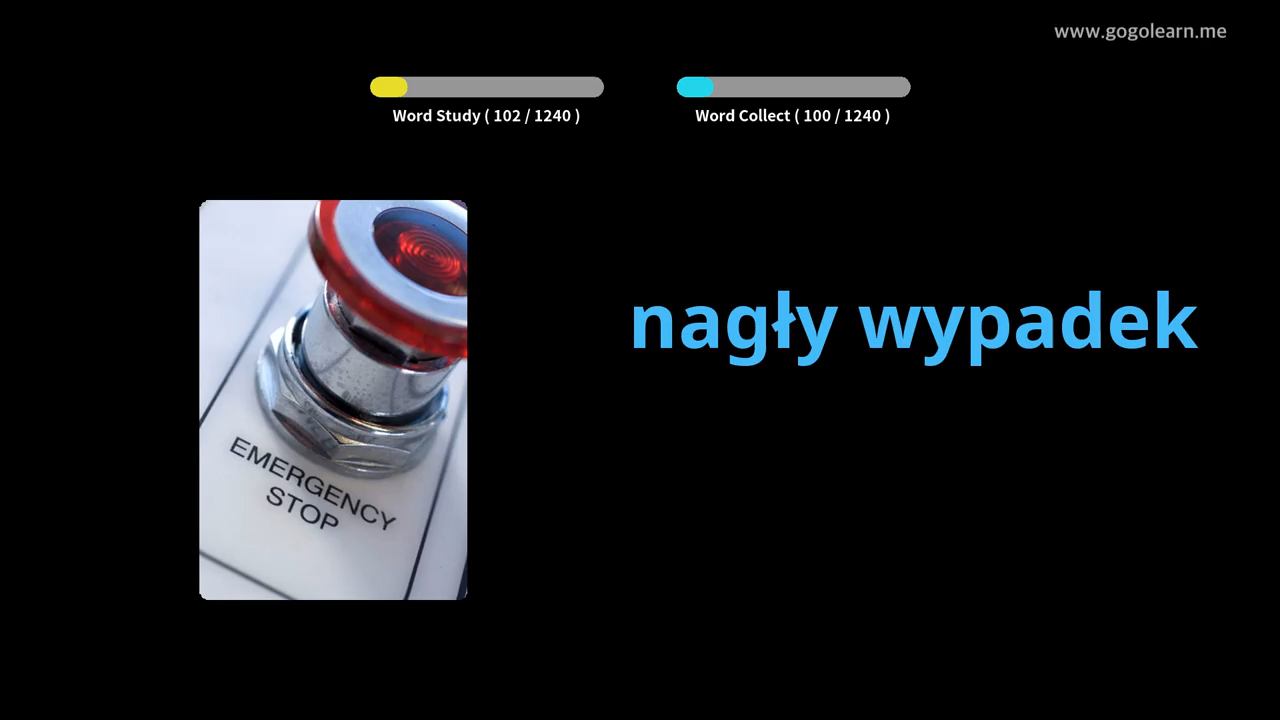 www.gogolearn.me
Word Study ( 102 / 1240 )
Word Collect ( 100 / 1240 )
nagły wypadek
EMERGENCY
STOP